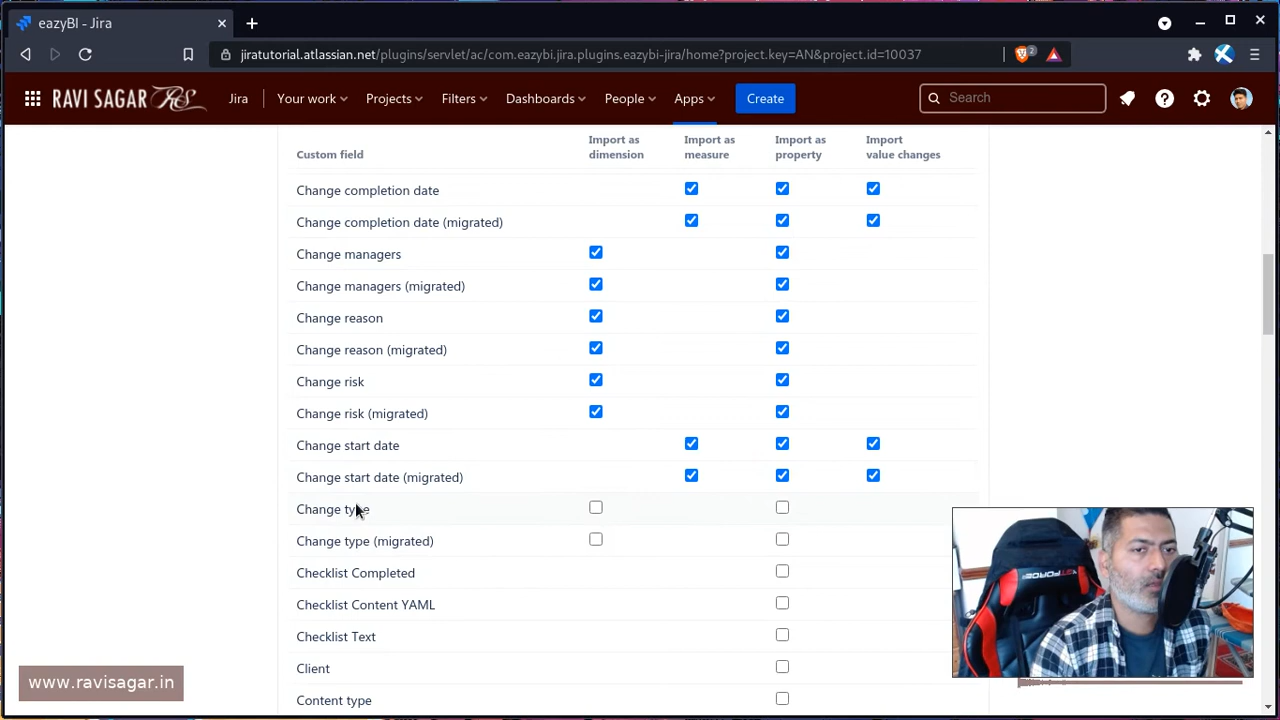 eazyBI - Jira
jiratutorial.atlassian.net/plugins/servlet/ac/com.eazybi.jira.plugins.eazybi-jira/home?project.key=AN&project.id=10037
2
RAVI SAGAR RS
Jira
Your work
Projects
Filters
Dashboards
People
Apps
Create
Search
Custom field
Import as dimension
Import as measure
Import as property
Import value changes
Change completion date
Change completion date (migrated)
Change managers
Change managers (migrated)
Change reason
Change reason (migrated)
Change risk
Change risk (migrated)
Change start date
Change start date (migrated)
Change type
Change type (migrated)
Checklist Completed
Checklist Content YAML
Checklist Text
Client
Content type
www.ravisagar.in